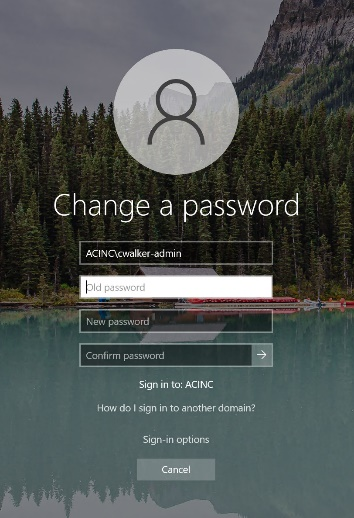 Change a password
ACINC\cwalker-admin
Old password
New password
Confirm password
Sign in to: ACINC
How do I sign in to another domain?
Sign-in options
Cancel